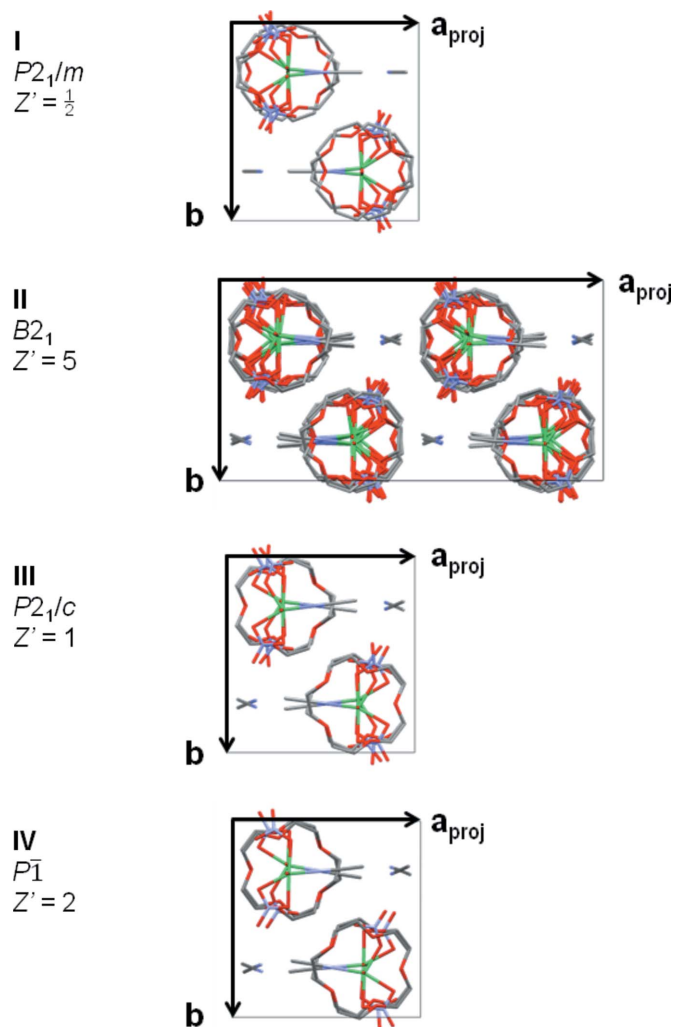 I
P2₁/m
Z' = ½
a_proj
b
II
B2₁
Z' = 5
a_proj
b
III
P2₁/c
Z' = 1
a_proj
b
IV
P1̅
Z' = 2
a_proj
b